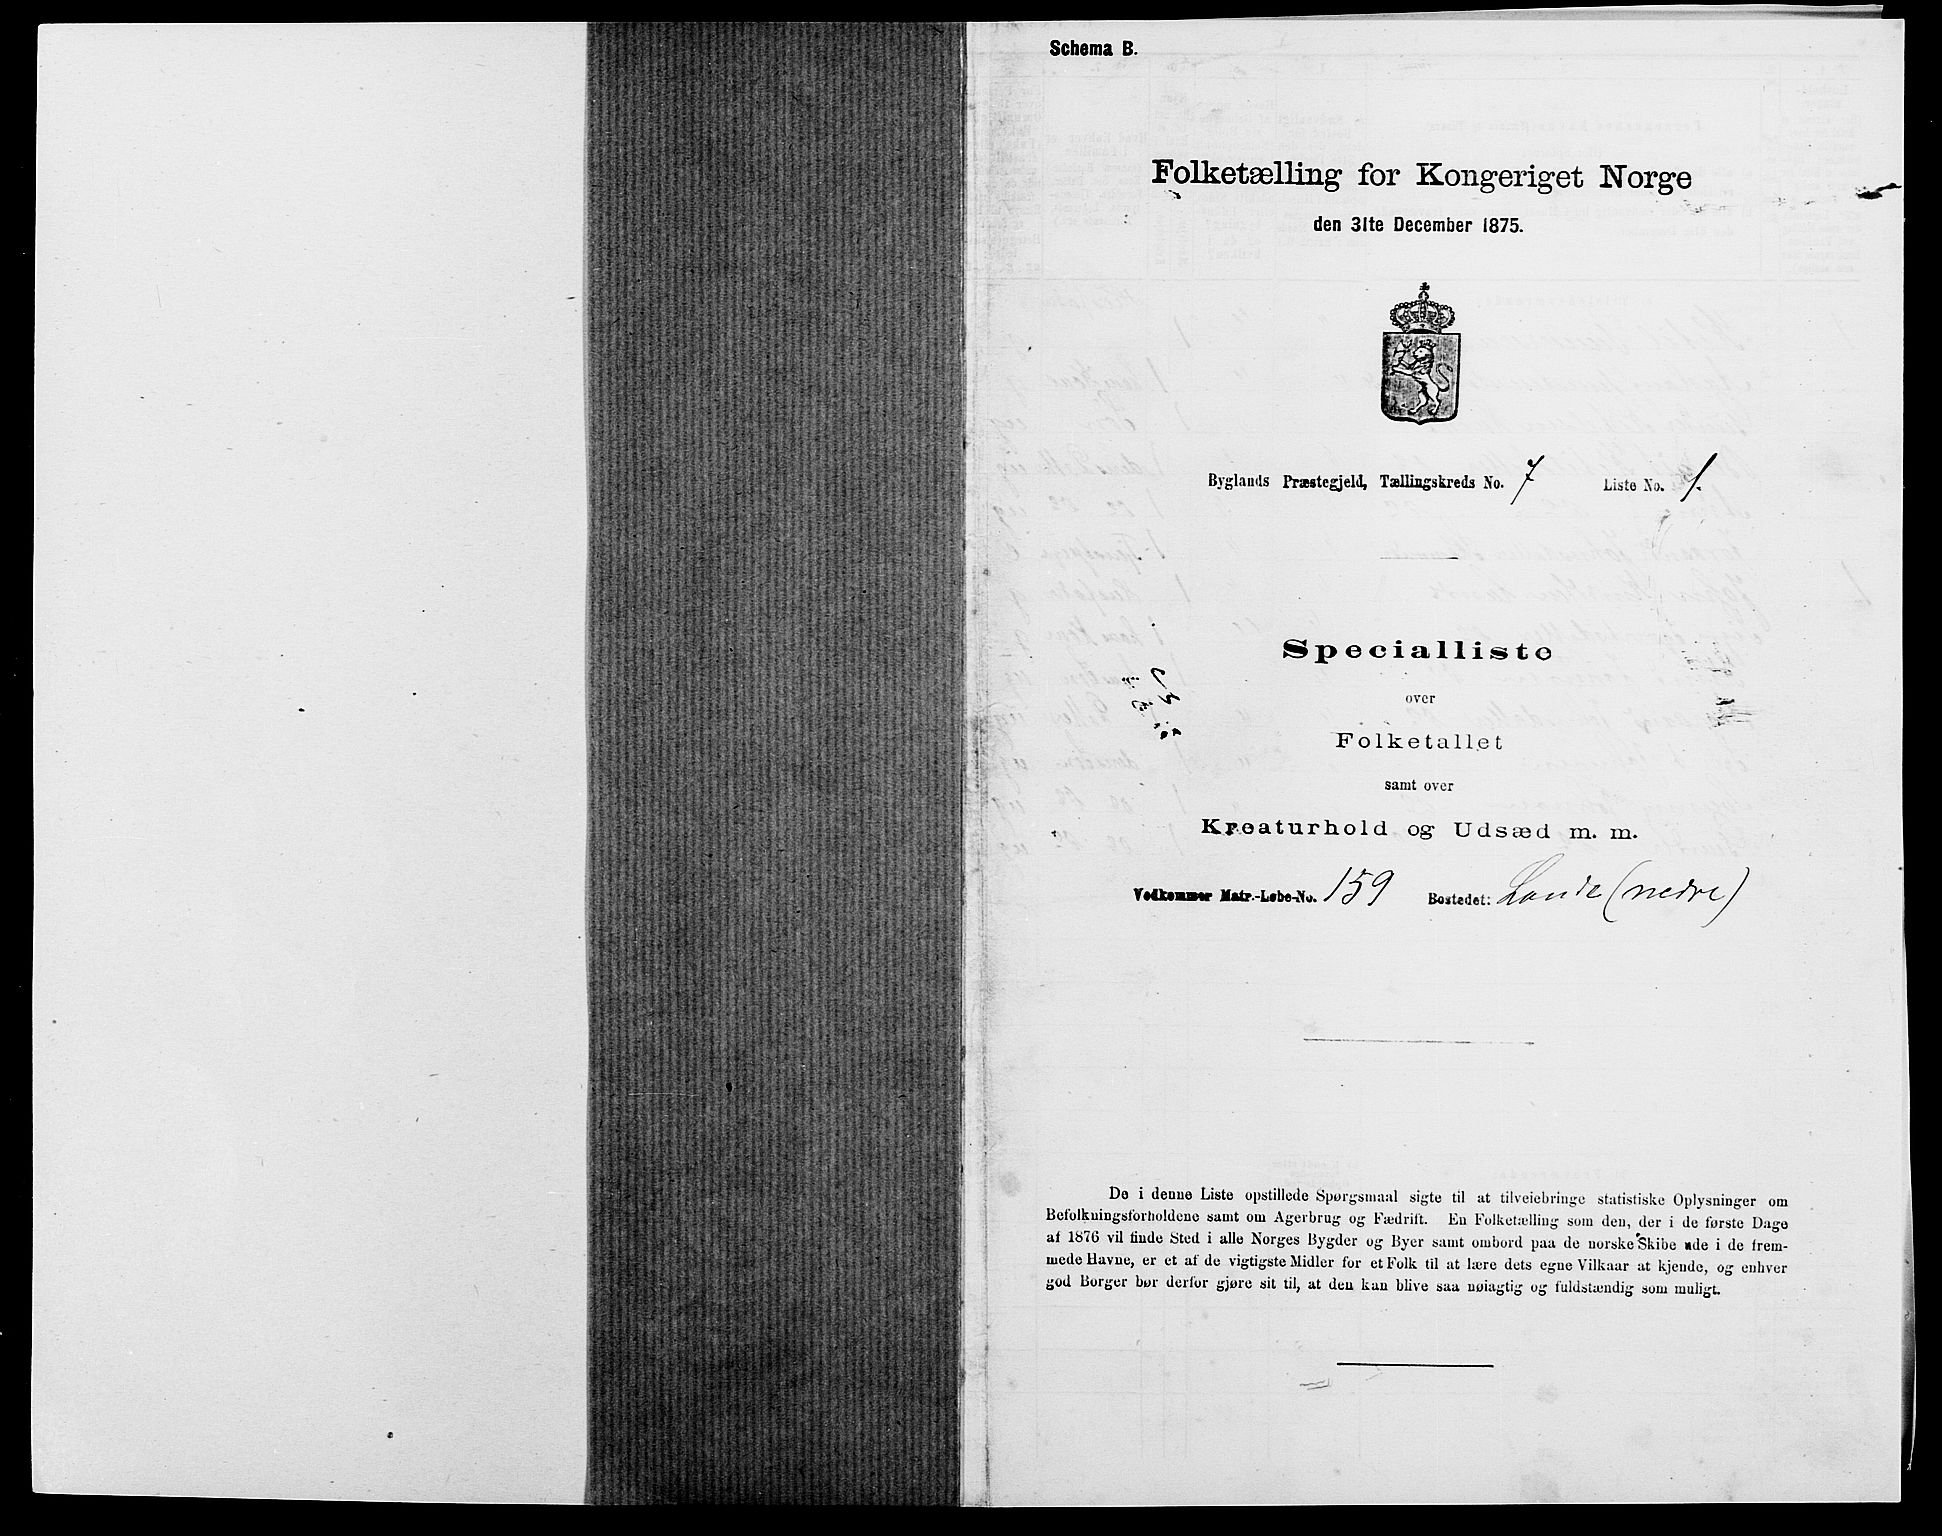 Schema B.
Folketælling for Kongeriget Norge
den 31te December 1875.
Byglands Præstegjeld, Tællingskreds No. 7 Liste No. 1.
Specialliste
over
Folketallet
samt over
Kreaturhold og Udsæd m. m.
Vedkommer Matr.-Løbe-No. 159 Bostedet: Lande (nedre)
De i denne Liste opstillede Spørgsmaal sigte til at tilveiebringe statistiske Oplysninger om
Befolkningsforholdene samt om Agerbrug og Fædrift. En Folketælling som den, der i de første Dage
af 1876 vil finde Sted i alle Norges Bygder og Byer samt ombord paa de norske Skibe ude i de frem-
mede Havne, er et af de vigtigste Midler for et Folk til at lære dets egne Vilkaar at kjende, og enhver
god Borger bør derfor gjøre sit til, at den kan blive saa nøiagtig og fuldstændig som muligt.